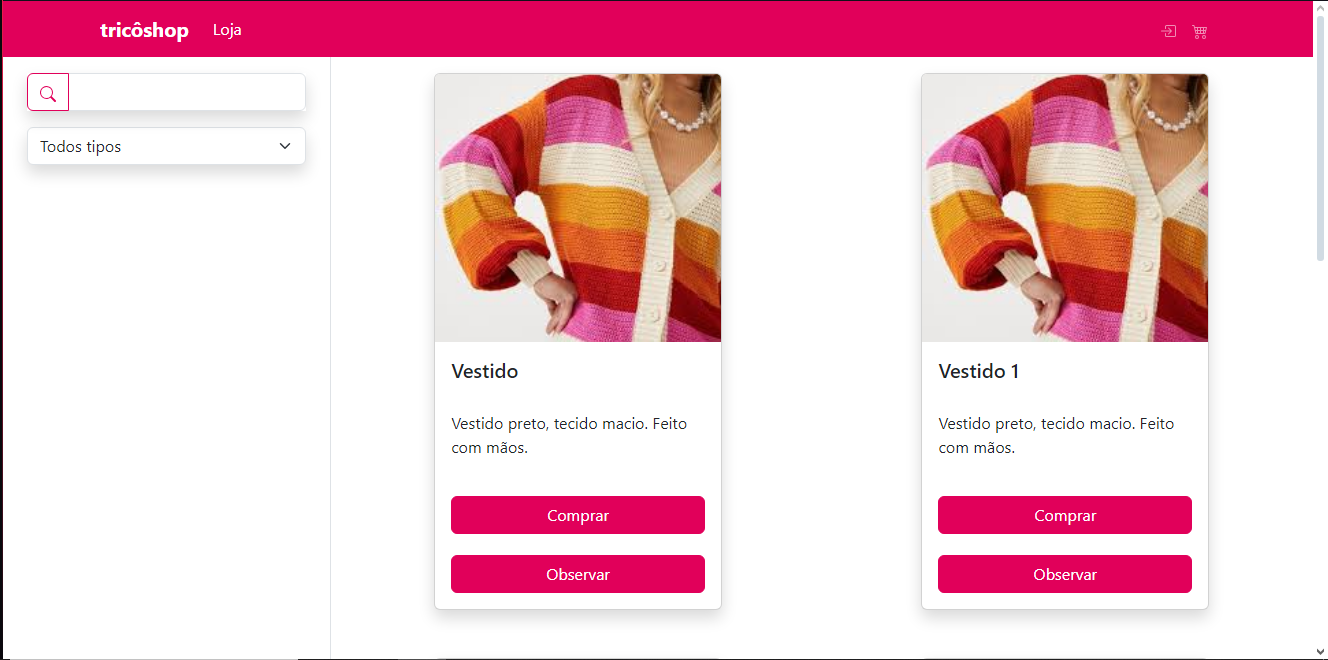 tricôshop Loja
Todos tipos
Vestido
Vestido preto, tecido macio. Feito
com mãos.
Comprar
Observar
Vestido 1
Vestido preto, tecido macio. Feito
com mãos.
Comprar
Observar